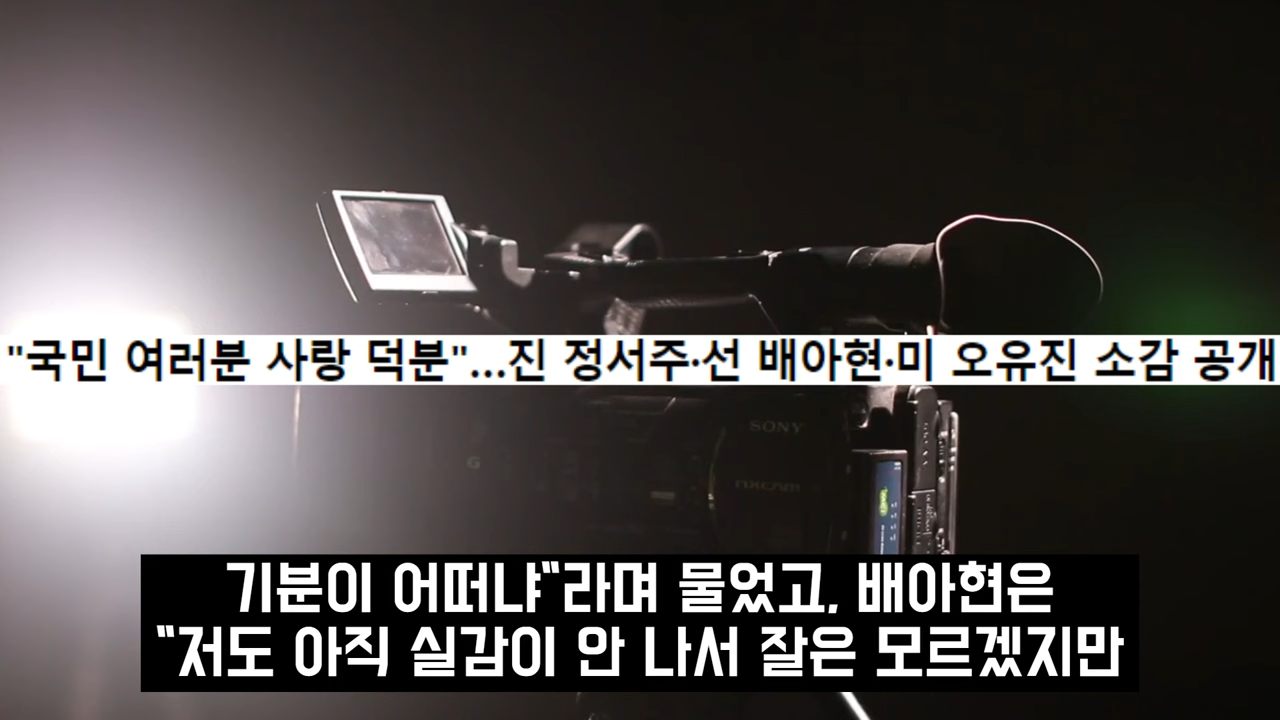 "국민 여러분 사랑 덕분"...진 정서주·선 배아현·미 오유진 소감 공개
SONY
NXCAM
G
기분이 어떠냐"라며 물었고, 배아현은
"저도 아직 실감이 안 나서 잘은 모르겠지만